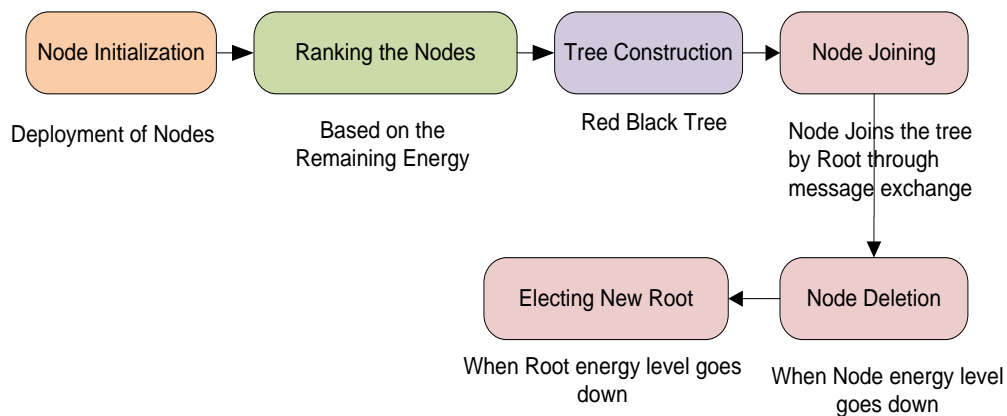 Node Initialization
Ranking the Nodes
Tree Construction
Node Joining
Deployment of Nodes
Based on the
Remaining Energy
Red Black Tree
Node Joins the tree
by Root through
message exchange
Electing New Root
Node Deletion
When Root energy level goes
down
When Node energy level
goes down